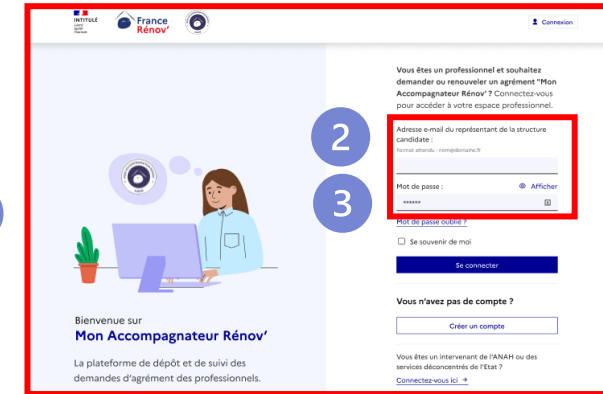 INTITULÉ
France
Rénov'
Connexion
Vous êtes un professionnel et souhaitez
demander ou renouveler un agrément "Mon
Accompagnateur Rénov' ? Connectez-vous
pour accéder à votre espace professionnel.
2
Adresse e-mail du représentant de la structure
candidate :
Format attendu : nom@domaine.fr
3
Mot de passe :
Afficher
******
Mot de passe oublié ?
Se souvenir de moi
Se connecter
Vous n'avez pas de compte ?
Créer un compte
Vous êtes un intervenant de l'ANAH ou des
services déconcentrés de l'Etat ?
Connectez-vous ici →
Bienvenue sur
Mon Accompagnateur Rénov'
La plateforme de dépôt et de suivi des
demandes d'agrément des professionnels.